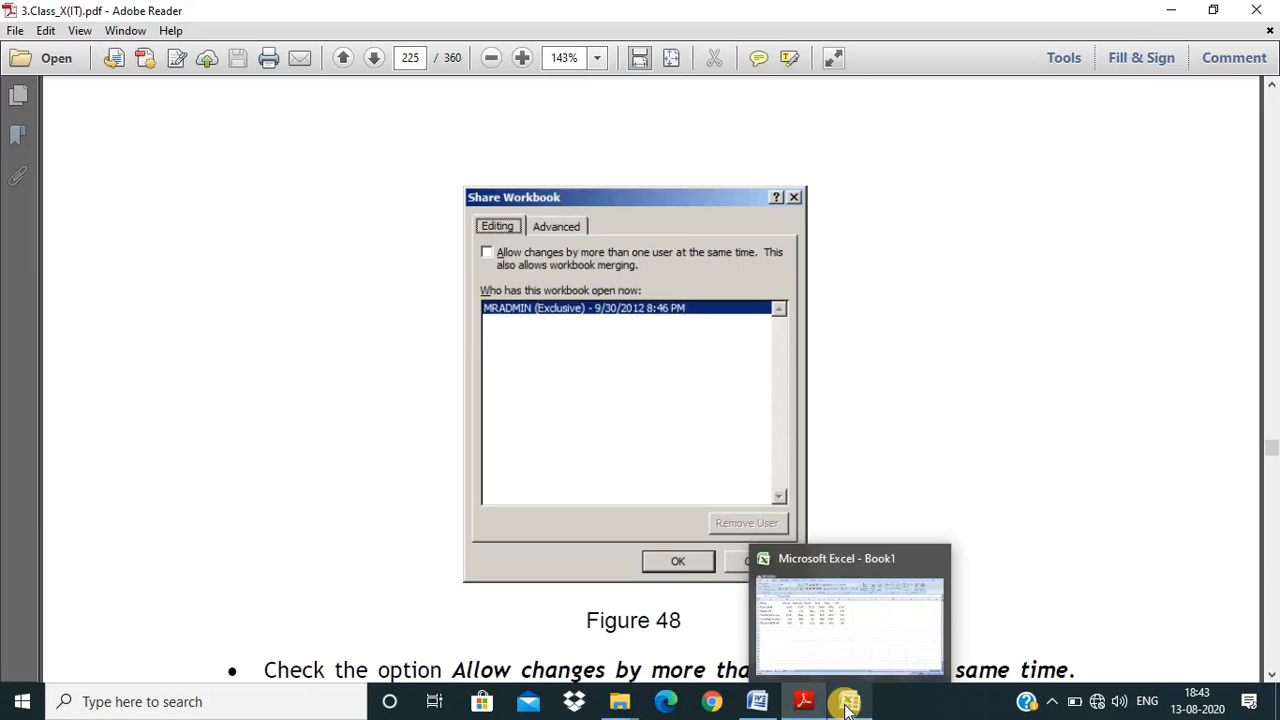 3.Class_X(IT).pdf - Adobe Reader
File Edit View Window Help
Open 225 / 360 143% Tools Fill & Sign Comment
Share Workbook
Editing Advanced
Allow changes by more than one user at the same time. This
also allows workbook merging.
Who has this workbook open now:
MRADMIN (Exclusive) - 9/30/2012 8:46 PM
Remove User
OK
Microsoft Excel - Book1
Figure 48
• Check the option Allow changes by more same time.
Type here to search
ENG
13-08-2020